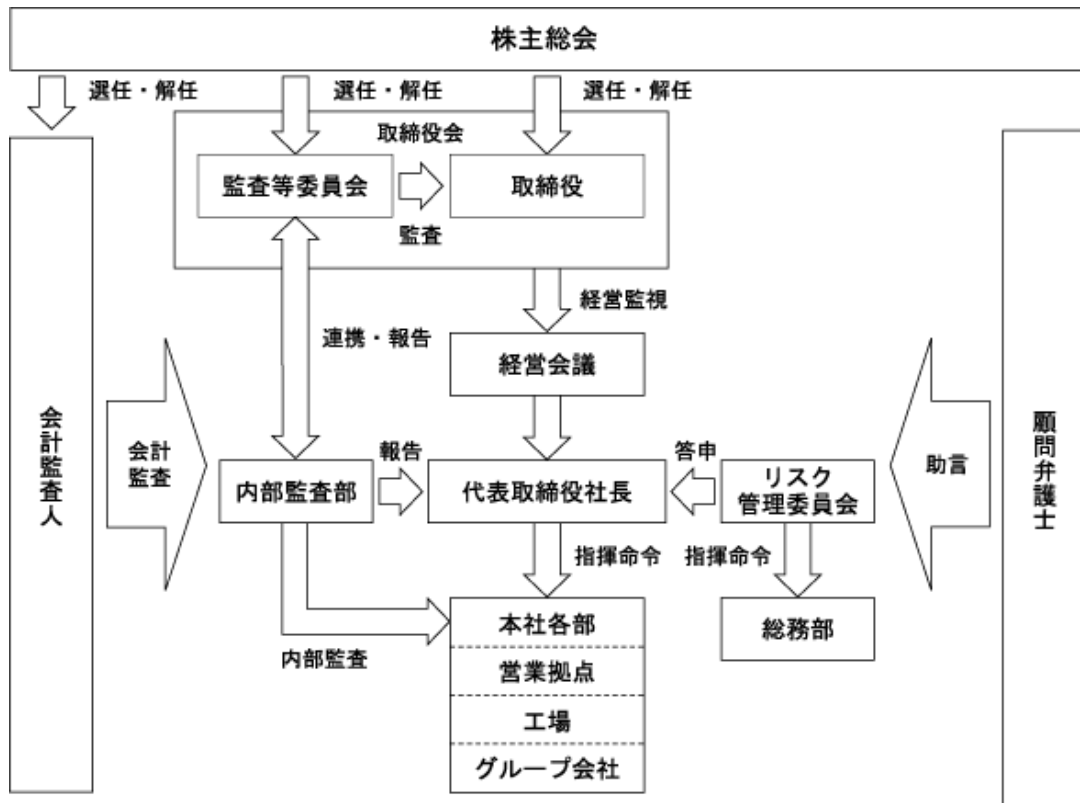 株主総会
選任・解任
選任・解任
選任・解任
取締役会
監査等委員会
取締役
監査
経営監視
連携・報告
経営会議
会計監査人
会計
監査
報告
答申
内部監査部
代表取締役社長
リスク
管理委員会
助言
顧問弁護士
指揮命令
指揮命令
本社各部
総務部
内部監査
営業拠点
工場
グループ会社